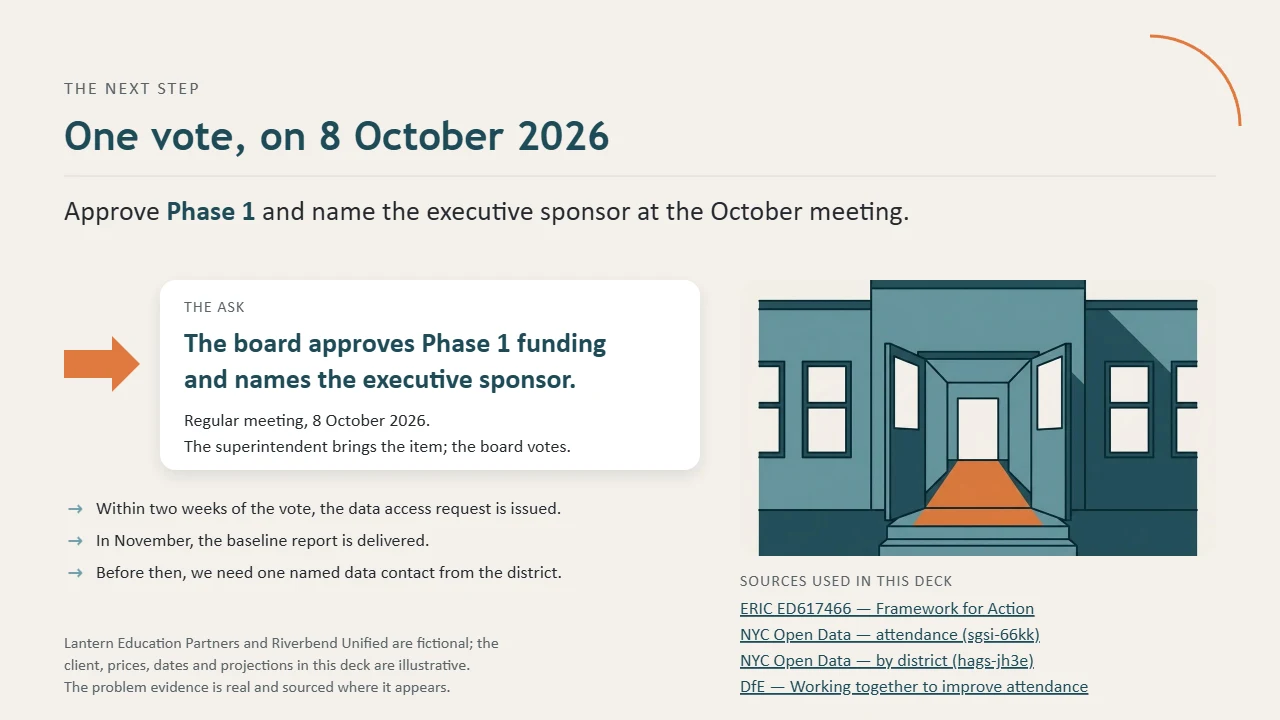 THE NEXT STEP
One vote, on 8 October 2026
Approve Phase 1 and name the executive sponsor at the October meeting.
THE ASK
The board approves Phase 1 funding
and names the executive sponsor.
Regular meeting, 8 October 2026.
The superintendent brings the item; the board votes.
→ Within two weeks of the vote, the data access request is issued.
→ In November, the baseline report is delivered.
→ Before then, we need one named data contact from the district.
Lantern Education Partners and Riverbend Unified are fictional; the
client, prices, dates and projections in this deck are illustrative.
The problem evidence is real and sourced where it appears.
SOURCES USED IN THIS DECK
ERIC ED617466 — Framework for Action
NYC Open Data — attendance (sgsi-66kk)
NYC Open Data — by district (hags-jh3e)
DfE — Working together to improve attendance